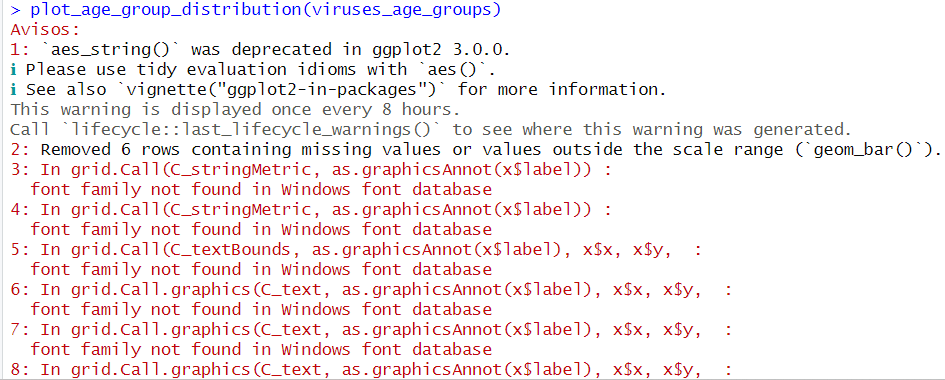 > plot_age_group_distribution(viruses_age_groups)
Avisos:
1: `aes_string()` was deprecated in ggplot2 3.0.0.
ℹ Please use tidy evaluation idioms with `aes()`.
ℹ See also `vignette("ggplot2-in-packages")` for more information.
This warning is displayed once every 8 hours.
Call `lifecycle::last_lifecycle_warnings()` to see where this warning was generated.
2: Removed 6 rows containing missing values or values outside the scale range (`geom_bar()`).
3: In grid.Call(C_stringMetric, as.graphicsAnnot(x$label)) :
  font family not found in Windows font database
4: In grid.Call(C_stringMetric, as.graphicsAnnot(x$label)) :
  font family not found in Windows font database
5: In grid.Call(C_textBounds, as.graphicsAnnot(x$label), x$x, x$y,  :
  font family not found in Windows font database
6: In grid.Call.graphics(C_text, as.graphicsAnnot(x$label), x$x, x$y,  :
  font family not found in Windows font database
7: In grid.Call.graphics(C_text, as.graphicsAnnot(x$label), x$x, x$y,  :
  font family not found in Windows font database
8: In grid.Call.graphics(C_text, as.graphicsAnnot(x$label), x$x, x$y,  :